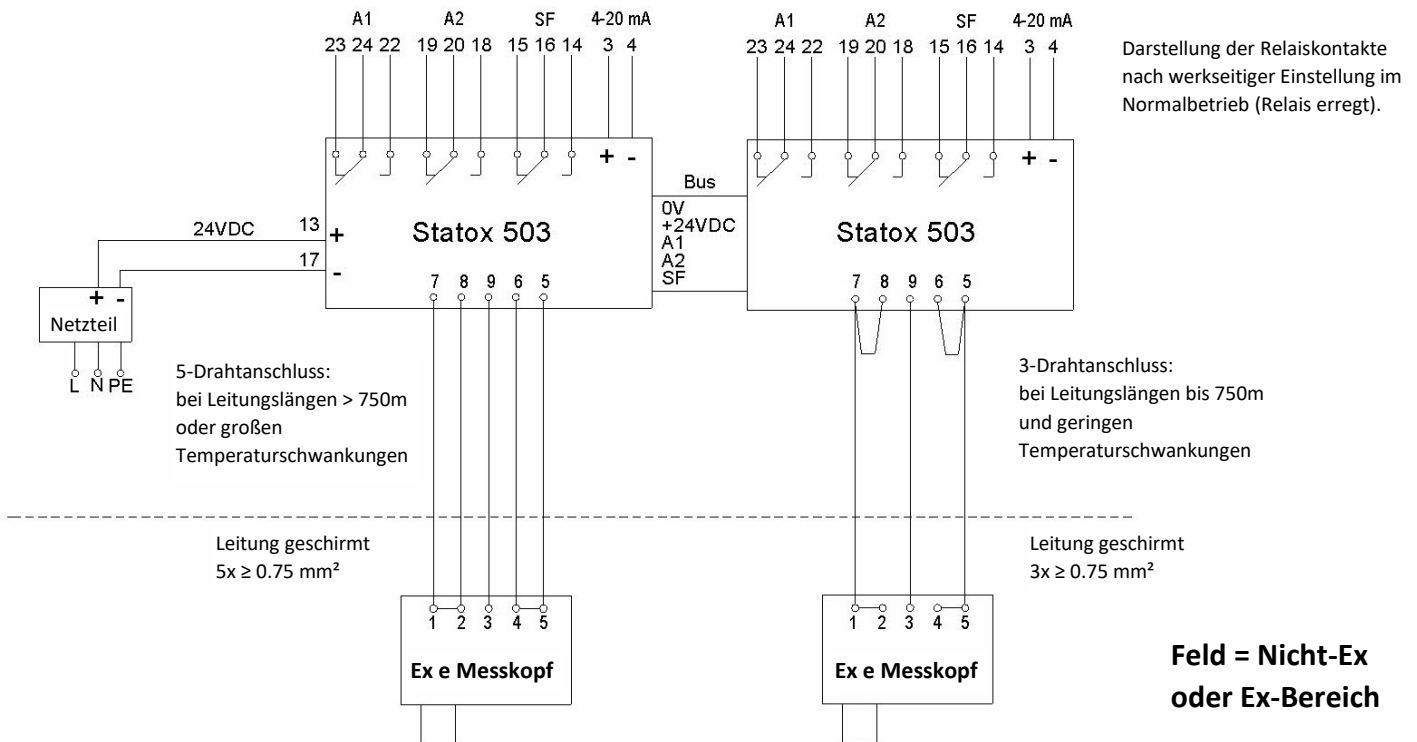 A1 A2 SF 4-20 mA
23 24 22 19 20 18 15 16 14 3 4
A1 A2 SF 4-20 mA
23 24 22 19 20 18 15 16 14 3 4
Darstellung der Relaiskontakte
nach werkseitiger Einstellung im
Normalbetrieb (Relais erregt).
+ -
+ -
Bus
0V
+24VDC
A1
A2
SF
24VDC
13 +
17 -
Statox 503
Statox 503
7 8 9 6 5
7 8 9 6 5
+ -
Netzteil
L N PE
5-Drahtanschluss:
bei Leitungslängen > 750m
oder großen
Temperaturschwankungen
3-Drahtanschluss:
bei Leitungslängen bis 750m
und geringen
Temperaturschwankungen
Leitung geschirmt
5x ≥ 0.75 mm²
Leitung geschirmt
3x ≥ 0.75 mm²
1 2 3 4 5
Ex e Messkopf
1 2 3 4 5
Ex e Messkopf
Feld = Nicht-Ex
oder Ex-Bereich